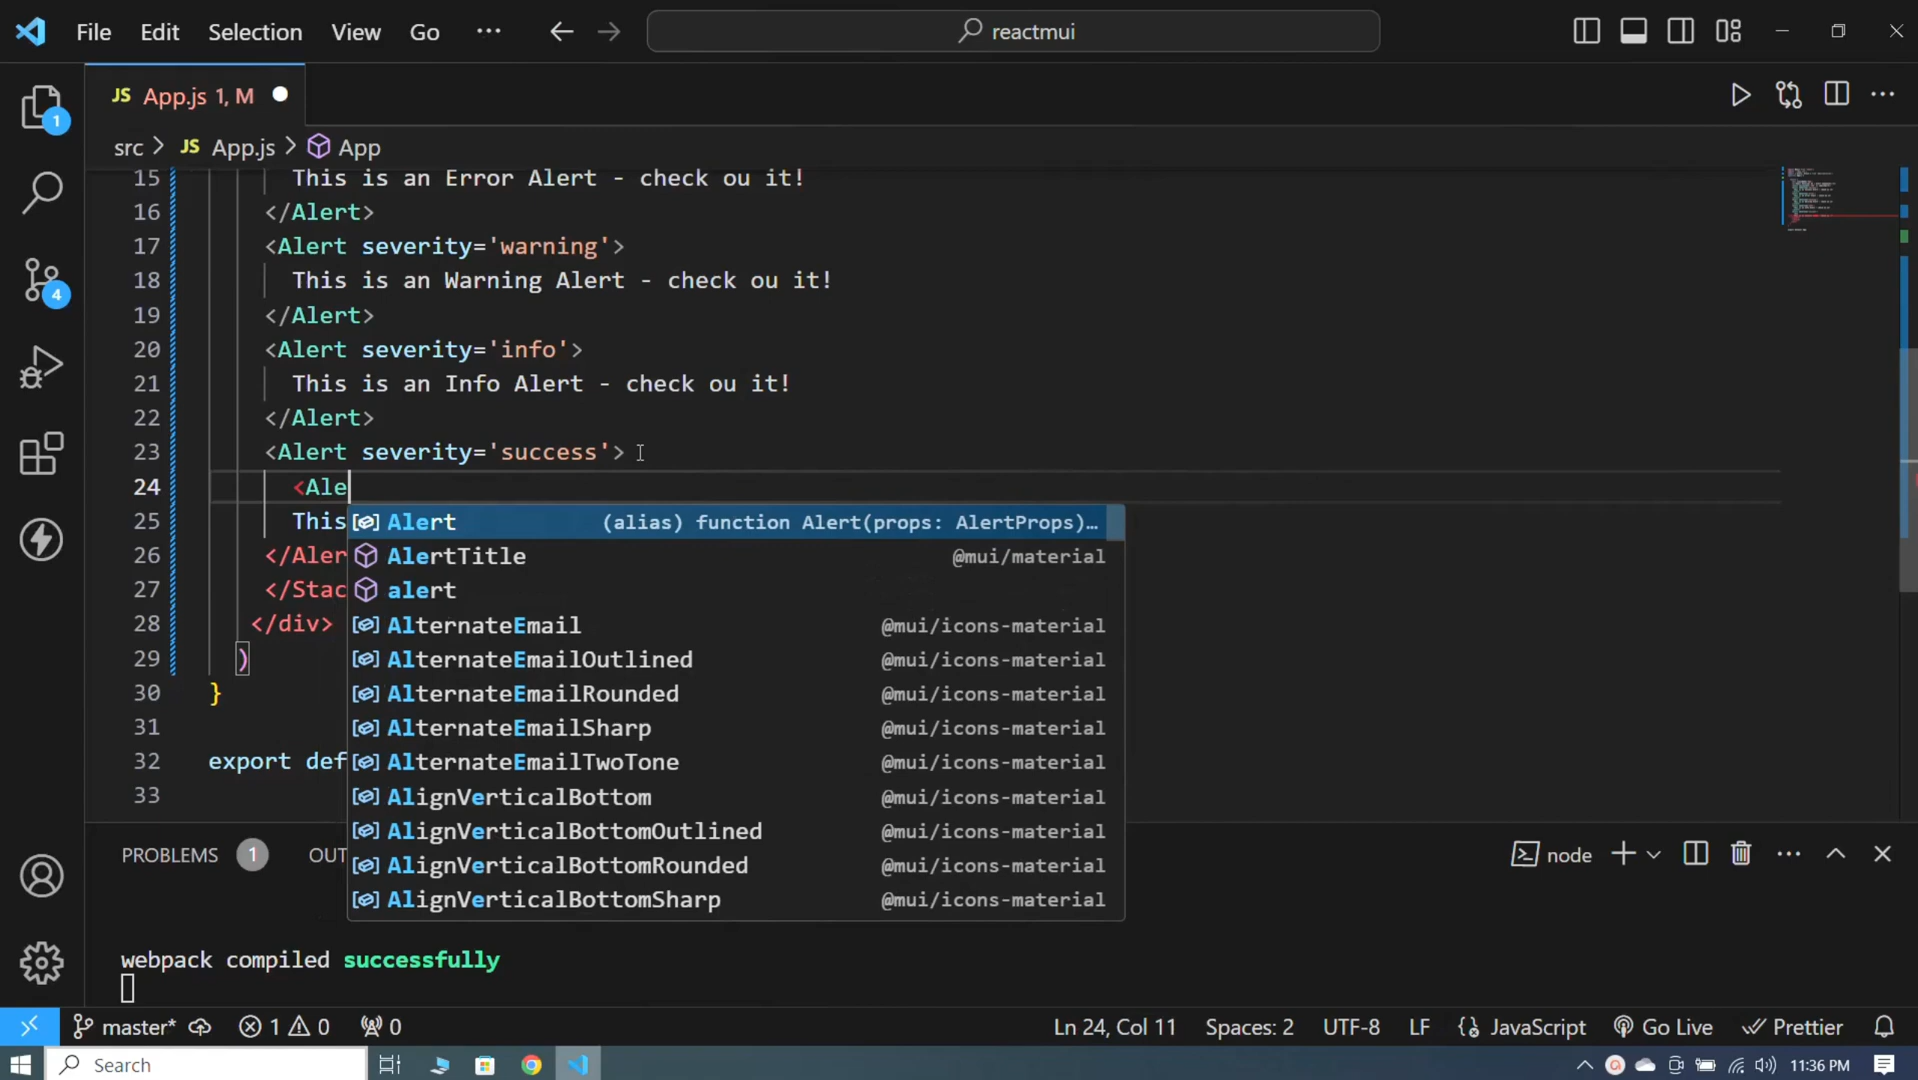 File Edit Selection View Go ··· reactmui
JS App.js 1, M
src > JS App.js > App
15 This is an Error Alert - check ou it!
16 </Alert>
17 <Alert severity='warning'>
18 This is an Warning Alert - check ou it!
19 </Alert>
20 <Alert severity='info'>
21 This is an Info Alert - check ou it!
22 </Alert>
23 <Alert severity='success'>
24 <Ale
Alert (alias) function Alert(props: AlertProps)…
25 This
26 </Aler
27 </Stac
28 </div>
29 )
30 }
31
32 export def
33
AlertTitle @mui/material
alert
AlternateEmail @mui/icons-material
AlternateEmailOutlined @mui/icons-material
AlternateEmailRounded @mui/icons-material
AlternateEmailSharp @mui/icons-material
AlternateEmailTwoTone @mui/icons-material
AlignVerticalBottom @mui/icons-material
AlignVerticalBottomOutlined @mui/icons-material
AlignVerticalBottomRounded @mui/icons-material
AlignVerticalBottomSharp @mui/icons-material
1
4
PROBLEMS 1 OUT node
webpack compiled successfully
master* 1 0 0 Ln 24, Col 11 Spaces: 2 UTF-8 LF JavaScript Go Live Prettier
Search 11:36 PM